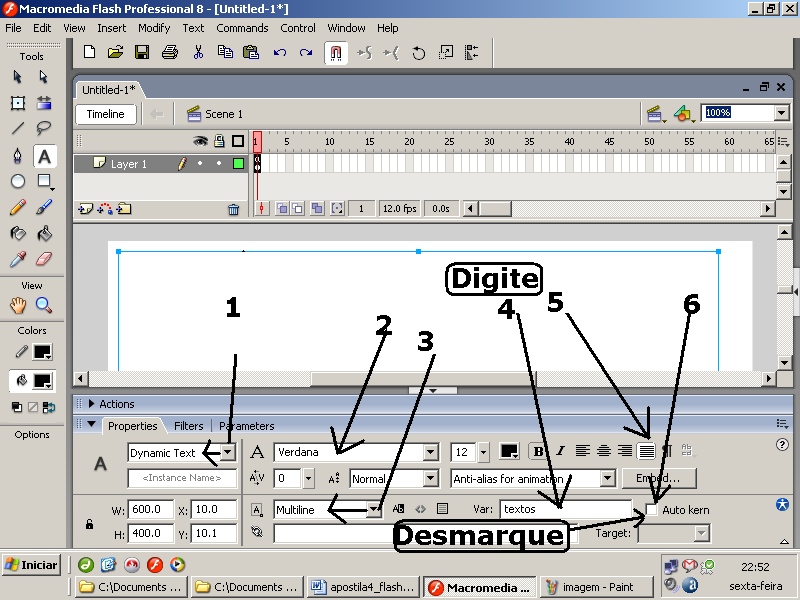 Macromedia Flash Professional 8 - [Untitled-1*]
File Edit View Insert Modify Text Commands Control Window Help
Tools
Untitled-1*
Timeline Scene 1 100%
1 5 10 15 20 25 30 35 40 45 50 55 60 65
Layer 1
1 12.0 fps 0.0s
View
Colors
Options
Digite
1 2 3 4 5 6
Actions
Properties Filters Parameters
A Dynamic Text A Verdana 12 B I
<Instance Name> A/V 0 Normal Anti-alias for animation Embed...
W: 600.0 X: 10.0 Multiline AB Var: textos Auto kern
H: 400.0 Y: 10.1 Desmarque Target:
Iniciar 22:52
C:\Documents ... C:\Documents ... apostila4_flash... Macromedia ... imagem - Paint sexta-feira